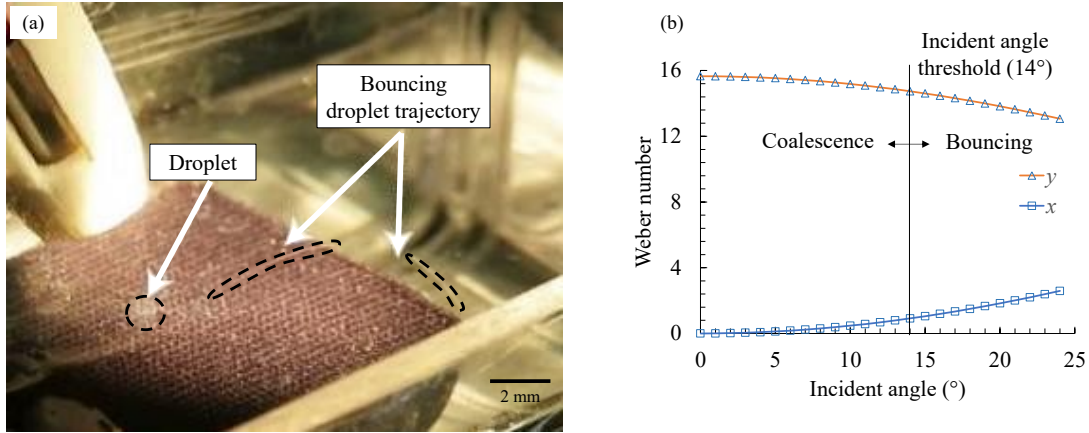 (a)
Bouncing
droplet trajectory
Droplet
2 mm
(b)
Incident angle
threshold (14°)
16
12
8
4
0
Weber number
Coalescence
Bouncing
y
x
0
5
10
15
20
25
Incident angle (°)